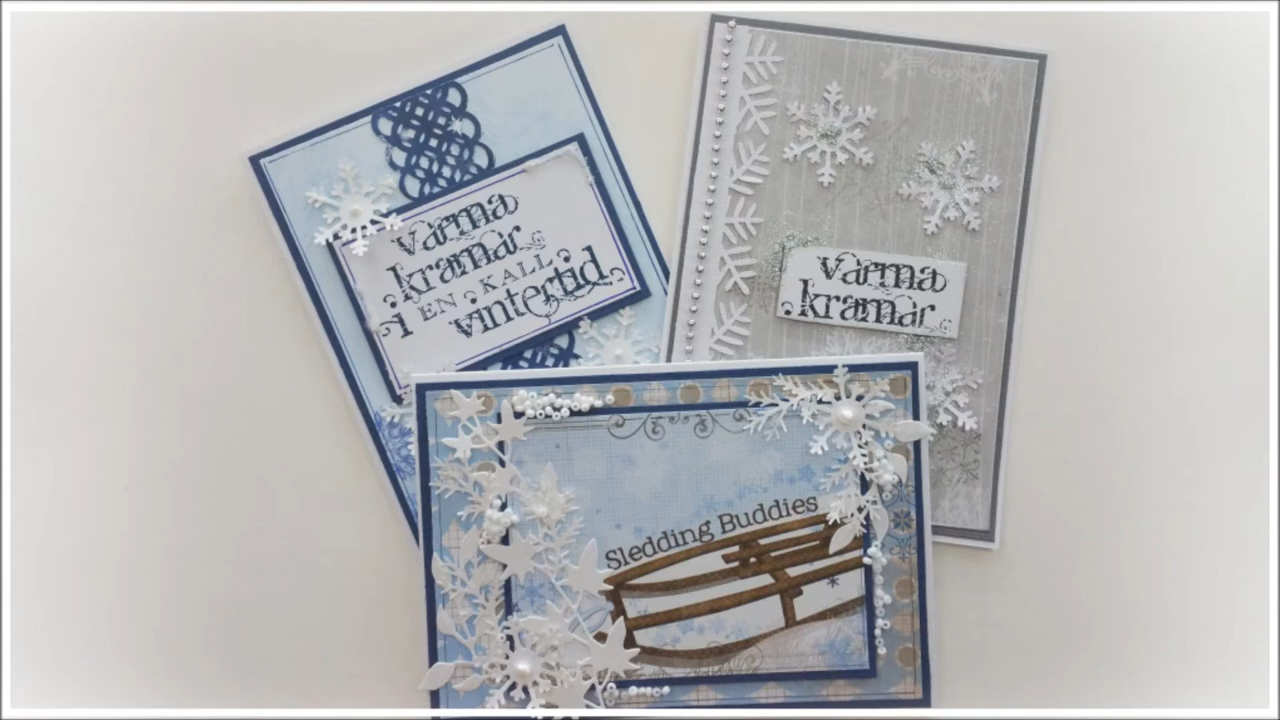 varma
kramar
i EN KALL
vintertid
varma
kramar
Sledding Buddies